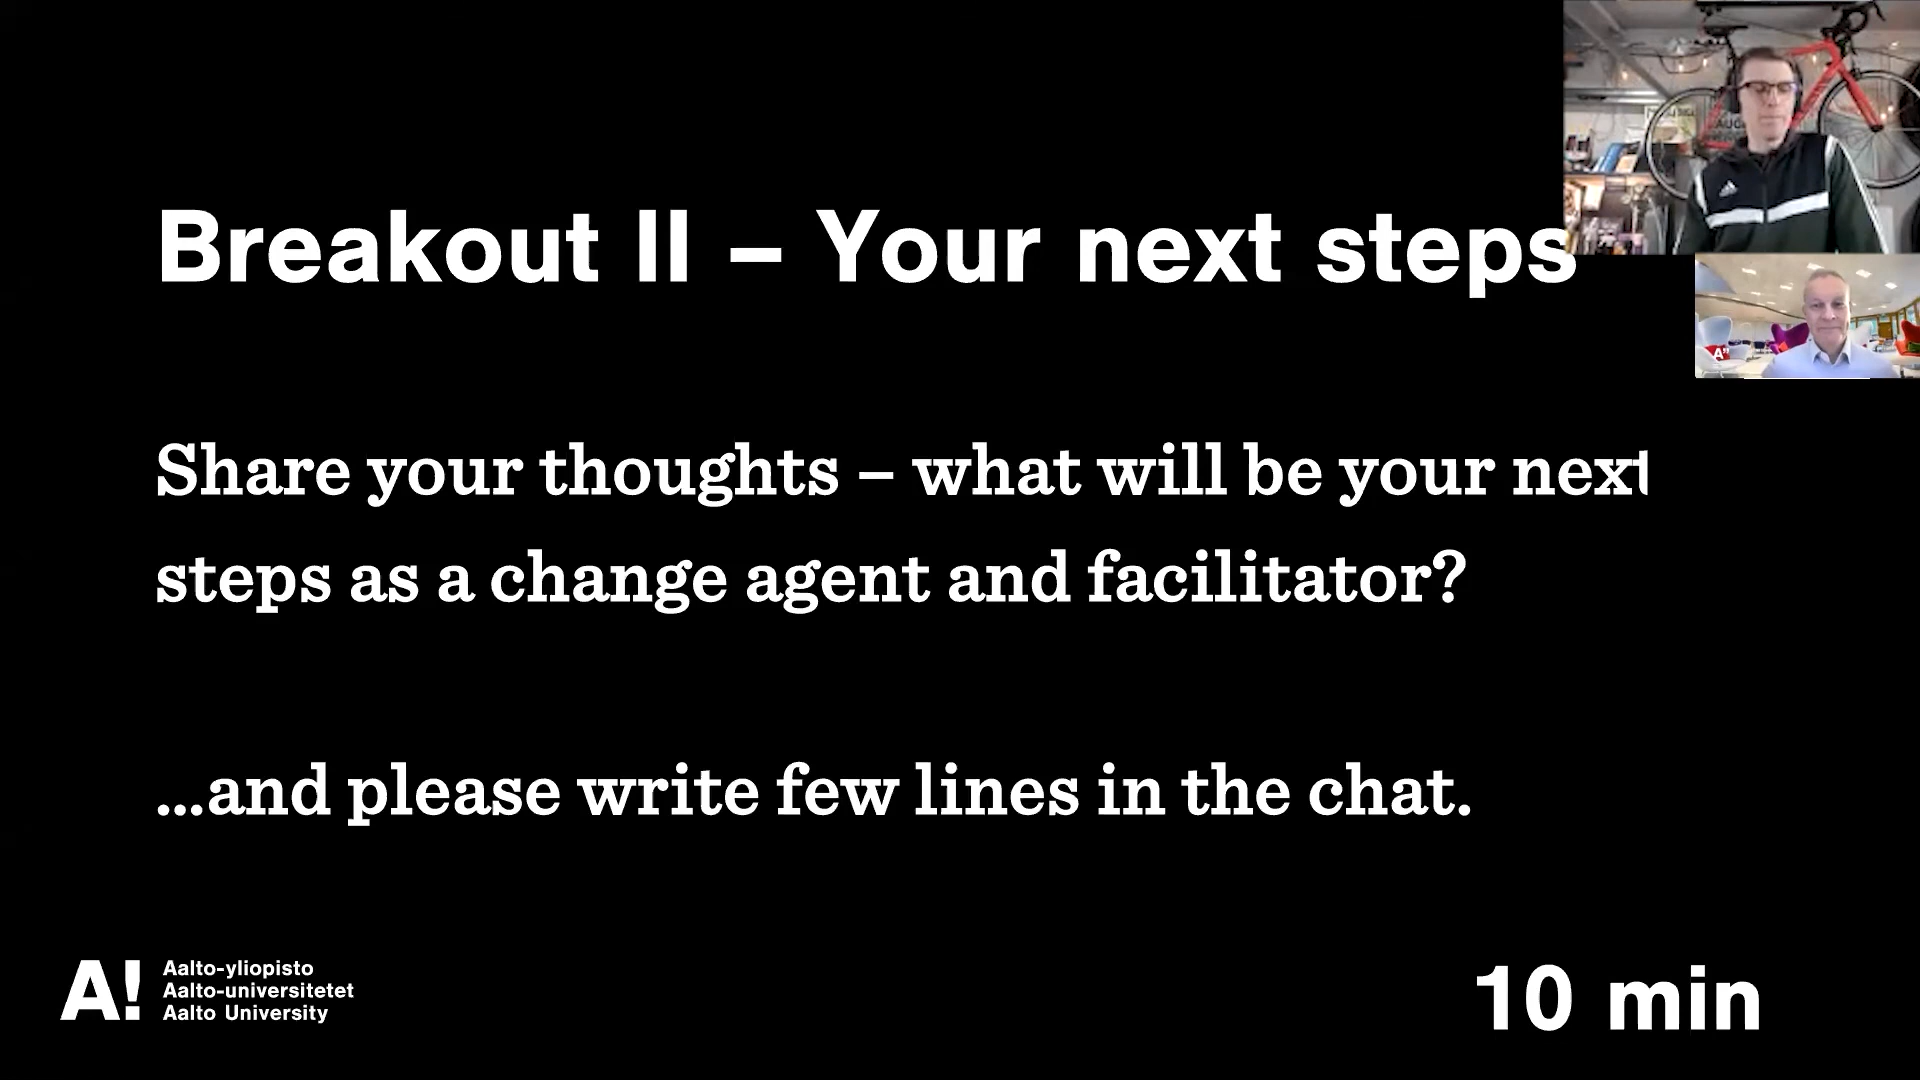 Breakout II – Your next steps
Share your thoughts – what will be your next
steps as a change agent and facilitator?
...and please write few lines in the chat.
A!
Aalto-yliopisto
Aalto-universitetet
Aalto University
10 min
A"